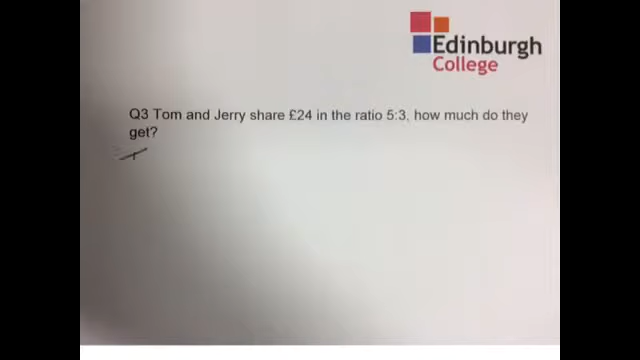 Edinburgh
College
Q3 Tom and Jerry share £24 in the ratio 5:3, how much do they
get?